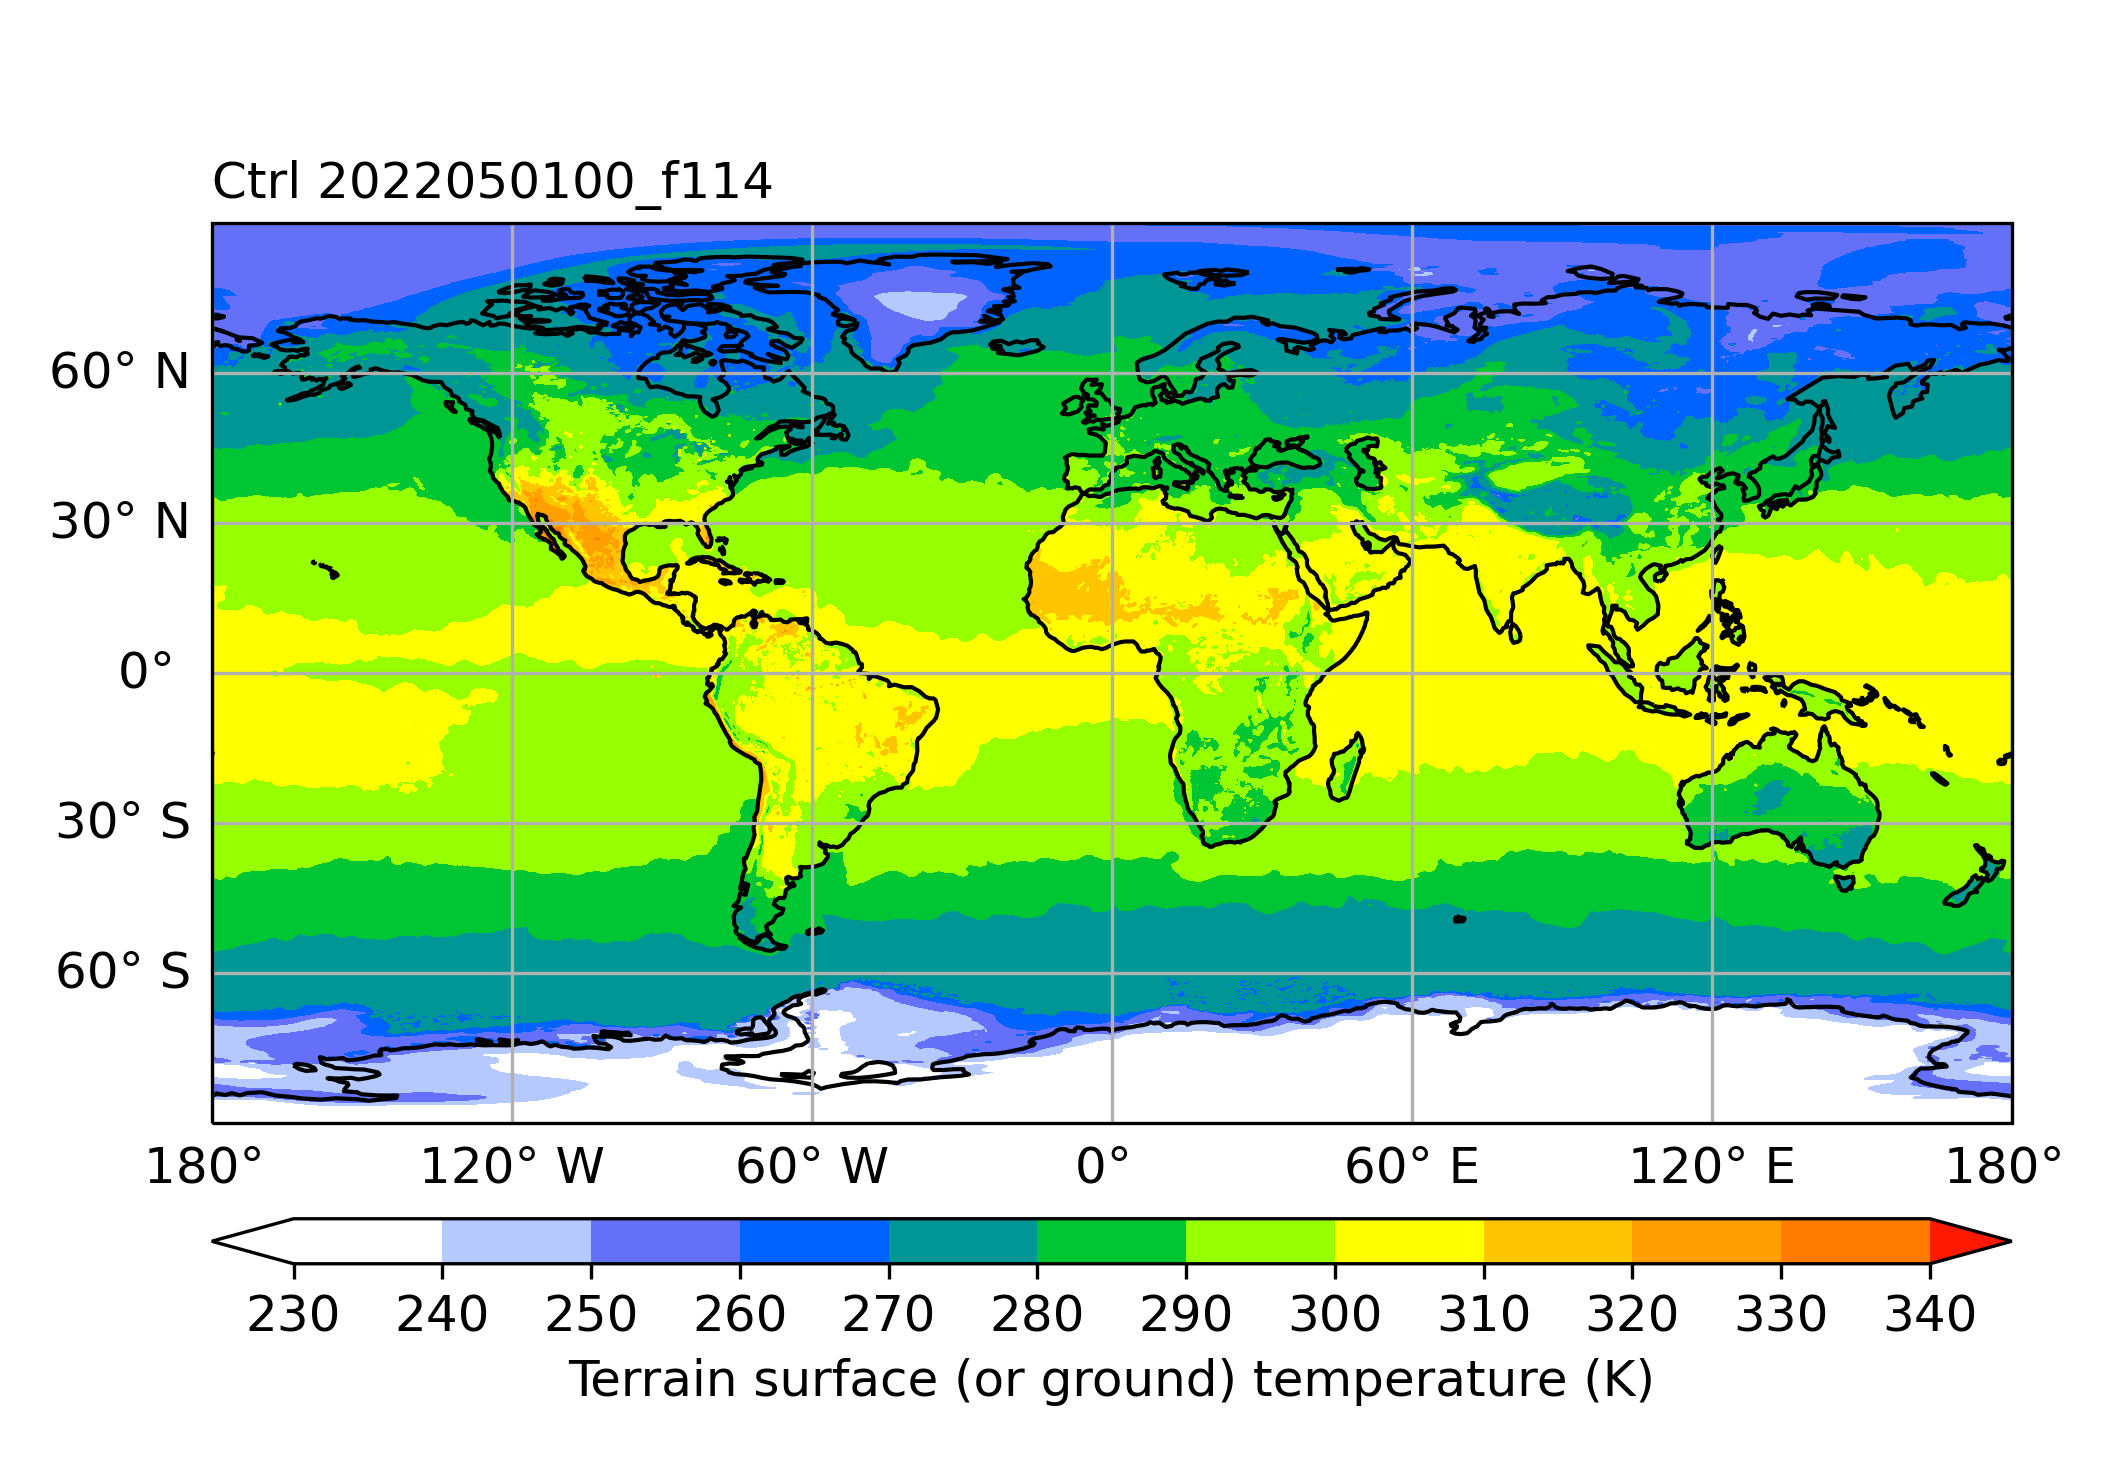 Ctrl 2022050100_f114
60° N
30° N
0°
30° S
60° S
180° 120° W 60° W 0° 60° E 120° E 180°
230 240 250 260 270 280 290 300 310 320 330 340
Terrain surface (or ground) temperature (K)